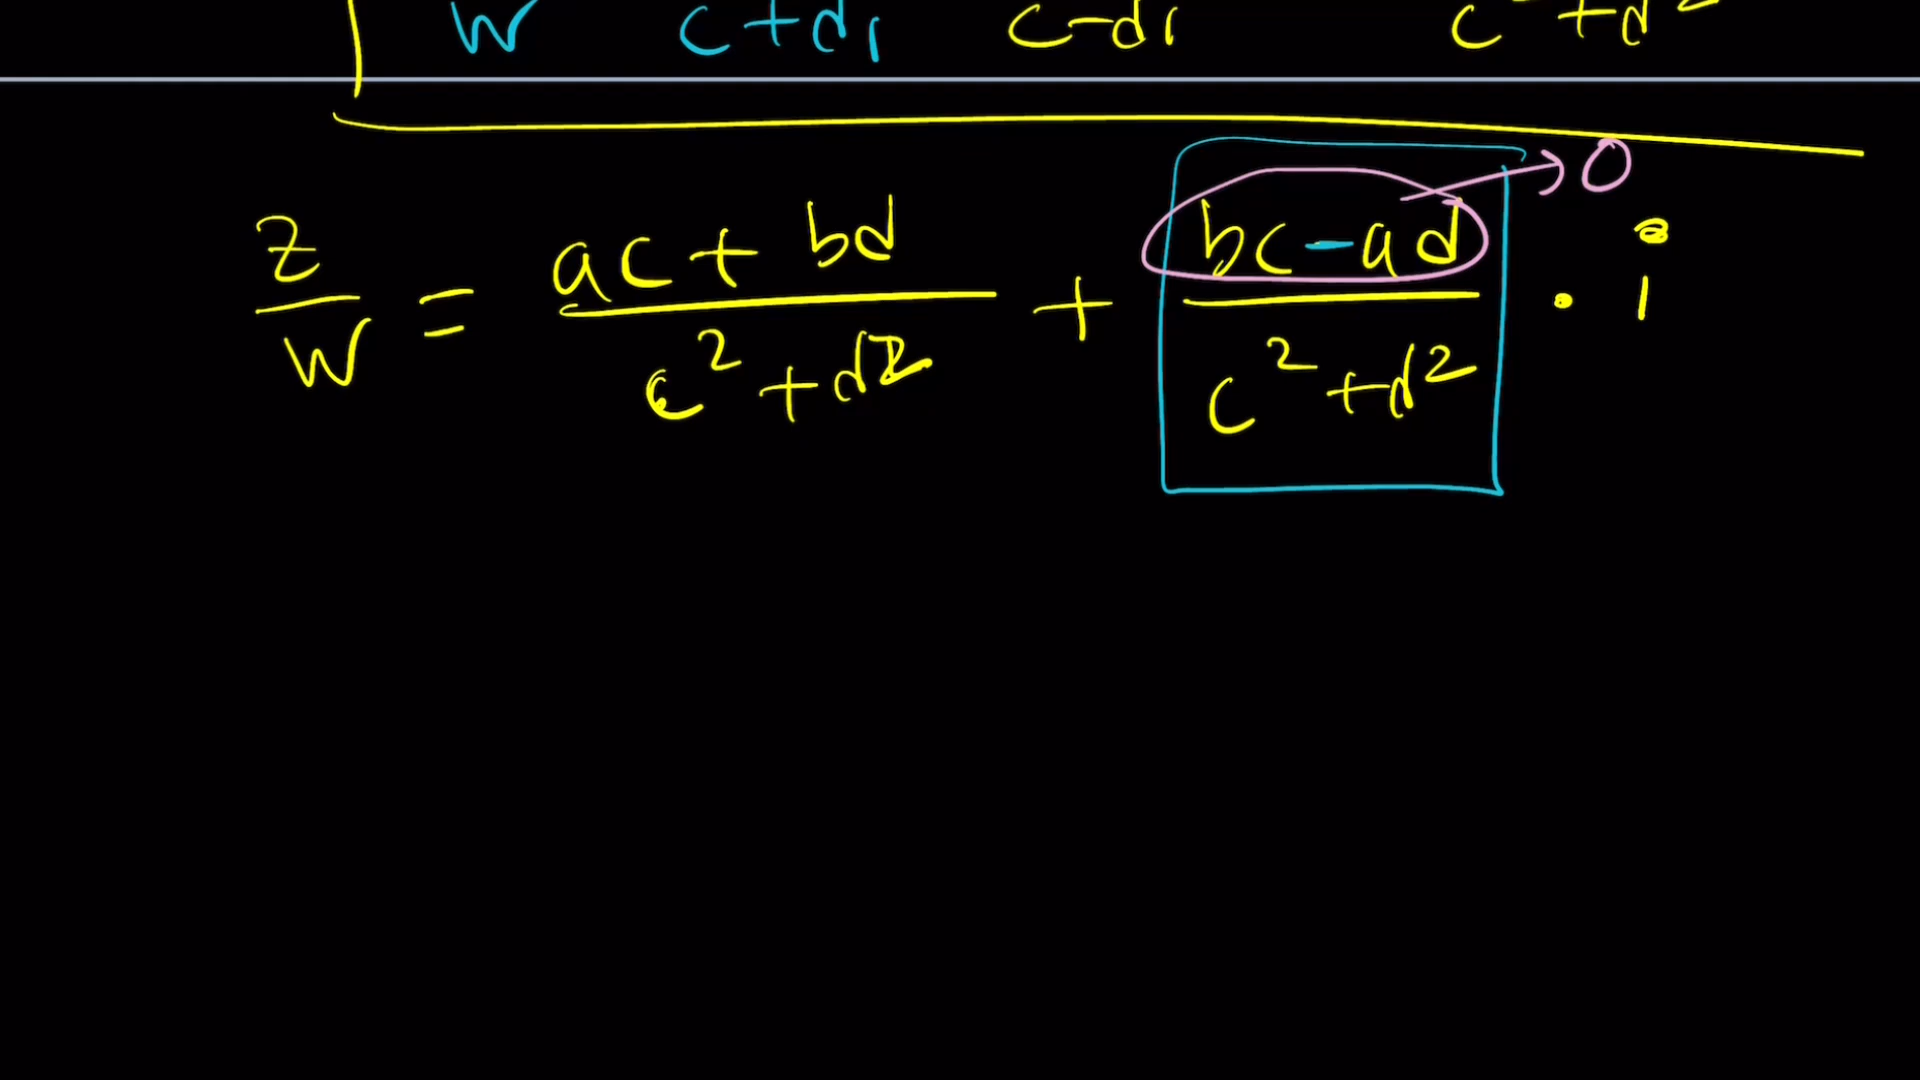 w c+di c-di c²+d²
z/w = (ac+bd)/(c²+d²) + (bc-ad)/(c²+d²) · i → 0